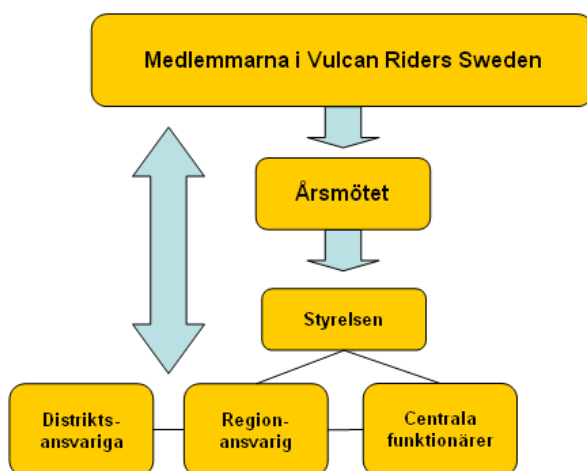 Medlemmarna i Vulcan Riders Sweden
Årsmötet
Styrelsen
Distrikts-
ansvariga
Region-
ansvarig
Centrala
funktionärer